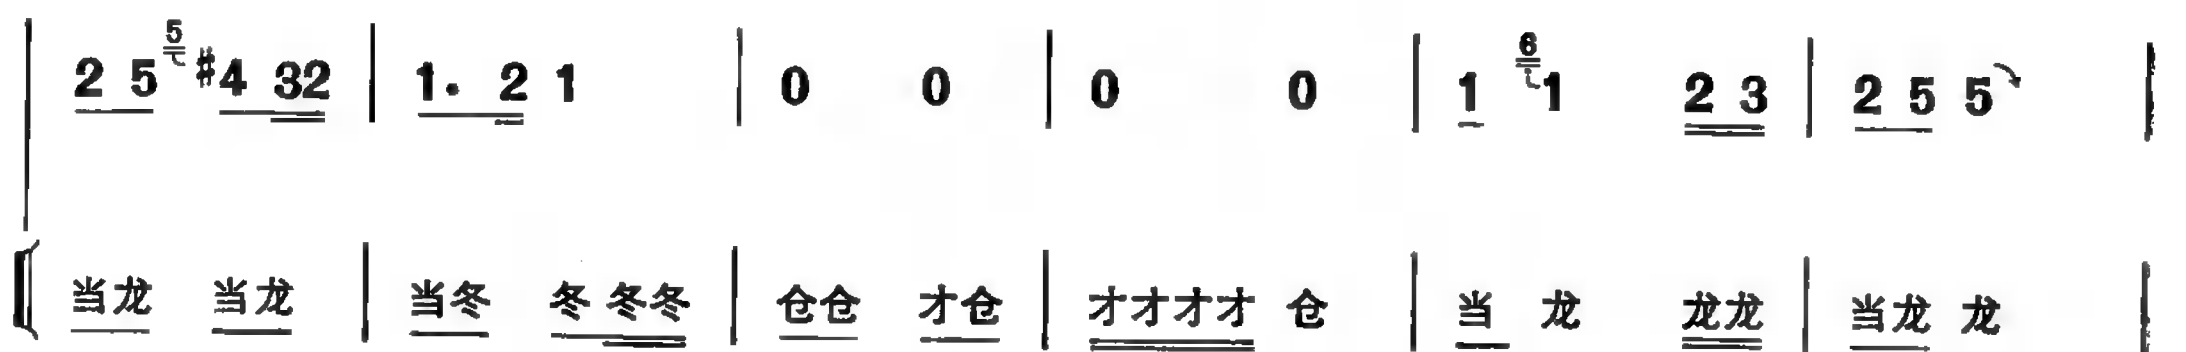 2 5 5 #4 32 | 1. 2 1 | 0 0 | 0 0 | 1 6 1 2 3 | 2 5 5 |
当龙 当龙 | 当冬 冬冬冬 | 仓仓 才仓 | 才才才才 仓 | 当 龙 龙龙 | 当龙 龙 |